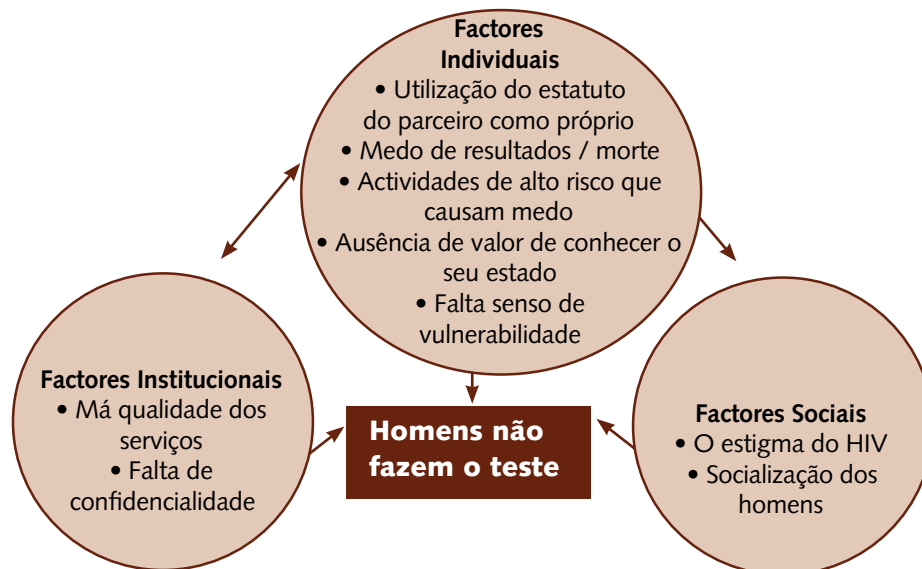 Factores
Individuais
• Utilização do estatuto
do parceiro como próprio
• Medo de resultados / morte
• Actividades de alto risco que
causam medo
• Ausência de valor de conhecer o
seu estado
• Falta senso de
vulnerabilidade
Factores Institucionais
• Má qualidade dos
serviços
• Falta de
confidencialidade
Homens não
fazem o teste
Factores Sociais
• O estigma do HIV
• Socialização dos
homens